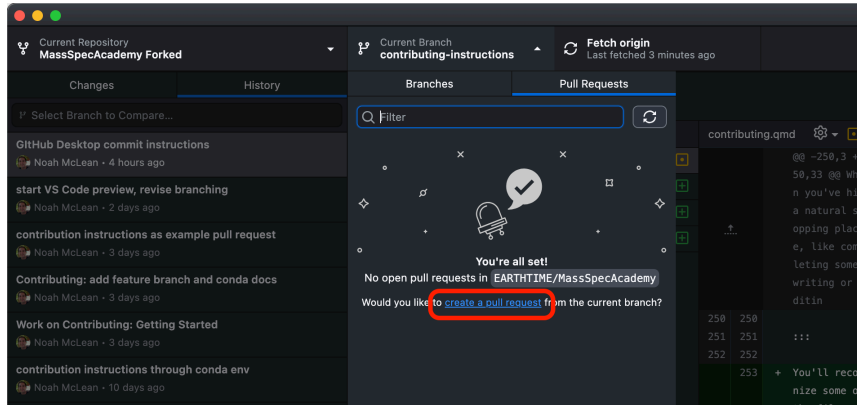 Current Repository
MassSpecAcademy Forked
Current Branch
contributing-instructions
Fetch origin
Last fetched 3 minutes ago
Changes
History
Branches
Pull Requests
Select Branch to Compare...
Filter
GItHub Desktop commit instructions
Noah McLean • 4 hours ago
start VS Code preview, revise branching
Noah McLean • 2 days ago
contribution instructions as example pull request
Noah McLean • 3 days ago
Contributing: add feature branch and conda docs
Noah McLean • 3 days ago
Work on Contributing: Getting Started
Noah McLean • 3 days ago
contribution instructions through conda env
Noah McLean • 10 days ago
You're all set!
No open pull requests in EARTHTIME/MassSpecAcademy
Would you like to create a pull request from the current branch?
contributing.qmd
@@ -250,3 +
50,33 @@ Wh
n you've hi
a natural s
opping plac
e, like com
leting some
writing or
ditin
250 250
251 251 :::
252 252
253 + You'll reco
nize some o